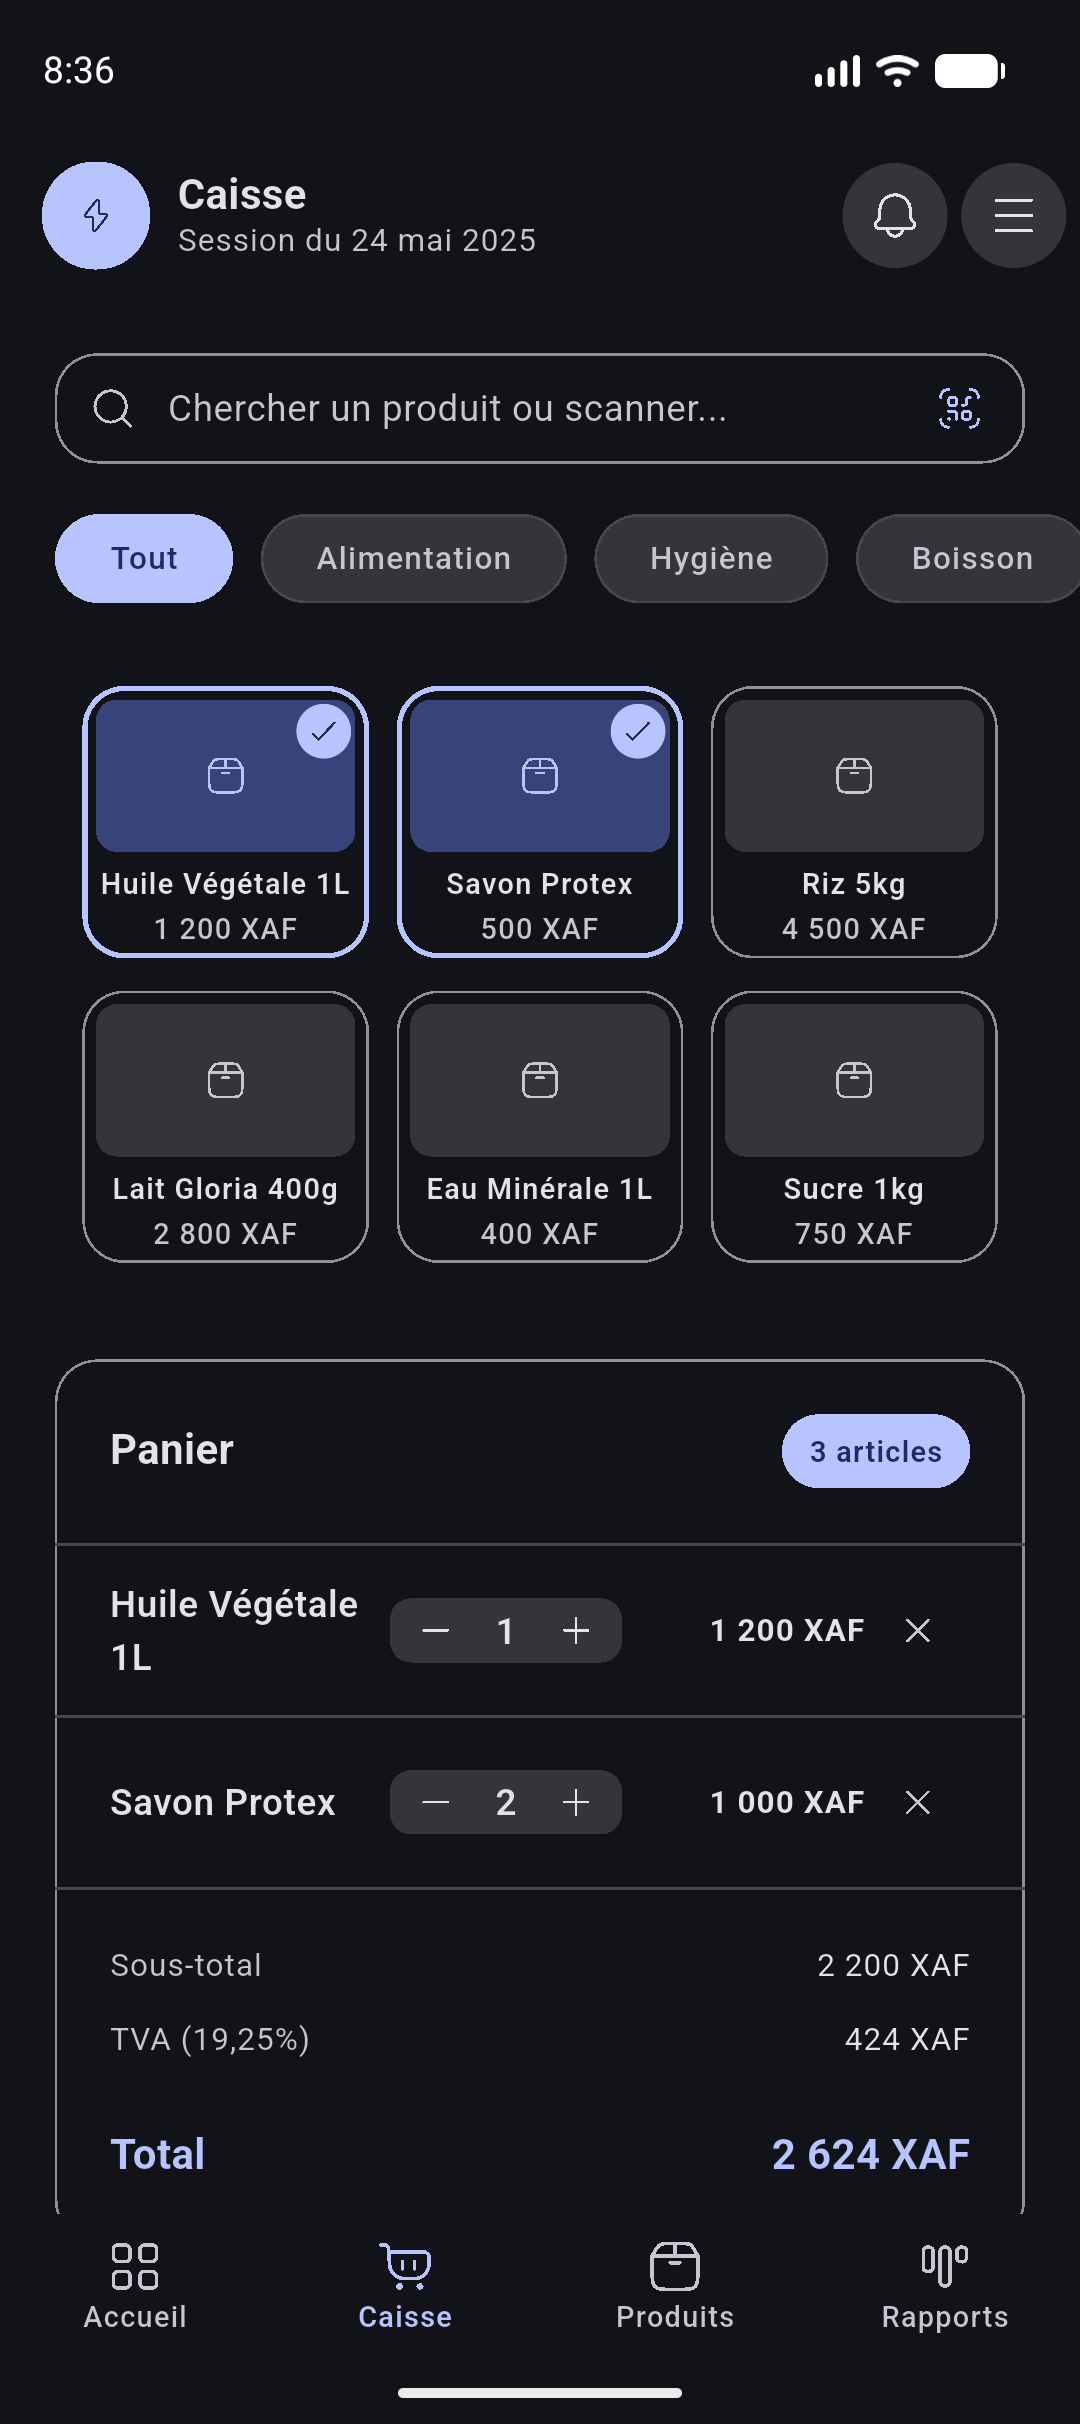 8:36
Caisse
Session du 24 mai 2025
Chercher un produit ou scanner...
Tout
Alimentation
Hygiène
Boisson
Huile Végétale 1L
1 200 XAF
Savon Protex
500 XAF
Riz 5kg
4 500 XAF
Lait Gloria 400g
2 800 XAF
Eau Minérale 1L
400 XAF
Sucre 1kg
750 XAF
Panier
3 articles
Huile Végétale
1L
1
1 200 XAF
Savon Protex
2
1 000 XAF
Sous-total
2 200 XAF
TVA (19,25%)
424 XAF
Total
2 624 XAF
Accueil
Caisse
Produits
Rapports